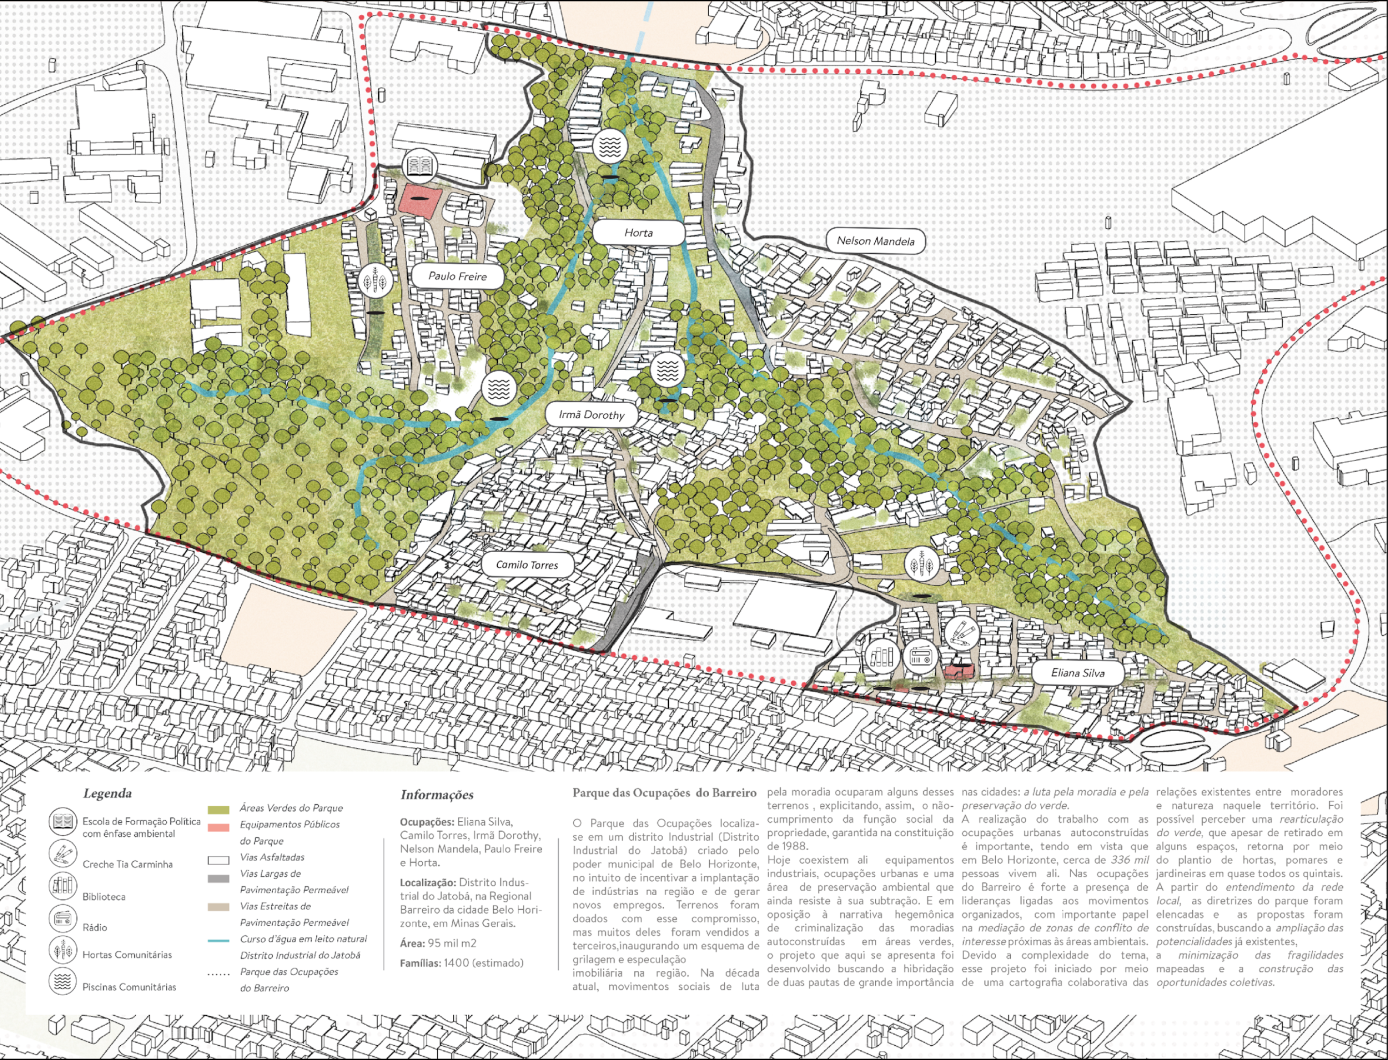 Horta
Nelson Mandela
Paulo Freire
Irmã Dorothy
Camilo Torres
Eliana Silva
Legenda
Escola de Formação Política
com ênfase ambiental
Creche Tia Carminha
Biblioteca
Rádio
Hortas Comunitárias
Piscinas Comunitárias
Áreas Verdes do Parque
Equipamentos Públicos
do Parque
Vias Asfaltadas
Vias Largas de
Pavimentação Permeável
Vias Estreitas de
Pavimentação Permeável
Curso d'água em leito natural
Distrito Industrial do Jatobá
Parque das Ocupações
do Barreiro
Informações
Ocupações: Eliana Silva,
Camilo Torres, Irmã Dorothy,
Nelson Mandela, Paulo Freire
e Horta.
Localização: Distrito Indus-
trial do Jatobá, na Regional
Barreiro da cidade Belo Hori-
zonte, em Minas Gerais.
Área: 95 mil m2
Famílias: 1400 (estimado)
Parque das Ocupações do Barreiro
O Parque das Ocupações localiza-
se em um distrito Industrial (Distrito
Industrial do Jatobá) criado pelo
poder municipal de Belo Horizonte,
no intuito de incentivar a implantação
de indústrias na região e de gerar
novos empregos. Terrenos foram
doados com esse compromisso,
mas muitos deles foram vendidos a
terceiros,inaugurando um esquema de
grilagem e especulação
imobiliária na região. Na década
atual, movimentos sociais de luta
pela moradia ocuparam alguns desses
terrenos , explicitando, assim, o não-
cumprimento da função social da
propriedade, garantida na constituição
de 1988.
Hoje coexistem ali equipamentos
industriais, ocupações urbanas e uma
área de preservação ambiental que
ainda resiste à sua subtração. E em
oposição à narrativa hegemônica
de criminalização das moradias
autoconstruídas em áreas verdes,
o projeto que aqui se apresenta foi
desenvolvido buscando a hibridação
de duas pautas de grande importância
nas cidades: a luta pela moradia e pela
preservação do verde.
A realização do trabalho com as
ocupações urbanas autoconstruídas
é importante, tendo em vista que
em Belo Horizonte, cerca de 336 mil
pessoas vivem ali. Nas ocupações
do Barreiro é forte a presença de
lideranças ligadas aos movimentos
organizados, com importante papel
na mediação de zonas de conflito de
interesse próximas às áreas ambientais.
Devido a complexidade do tema,
esse projeto foi iniciado por meio
de uma cartografia colaborativa das
relações existentes entre moradores
e natureza naquele território. Foi
possível perceber uma rearticulação
do verde, que apesar de retirado em
alguns espaços, retorna por meio
do plantio de hortas, pomares e
jardineiras em quase todos os quintais.
A partir do entendimento da rede
local, as diretrizes do parque foram
elencadas e as propostas foram
construídas, buscando a ampliação das
potencialidades já existentes,
a minimização das fragilidades
mapeadas e a construção das
oportunidades coletivas.